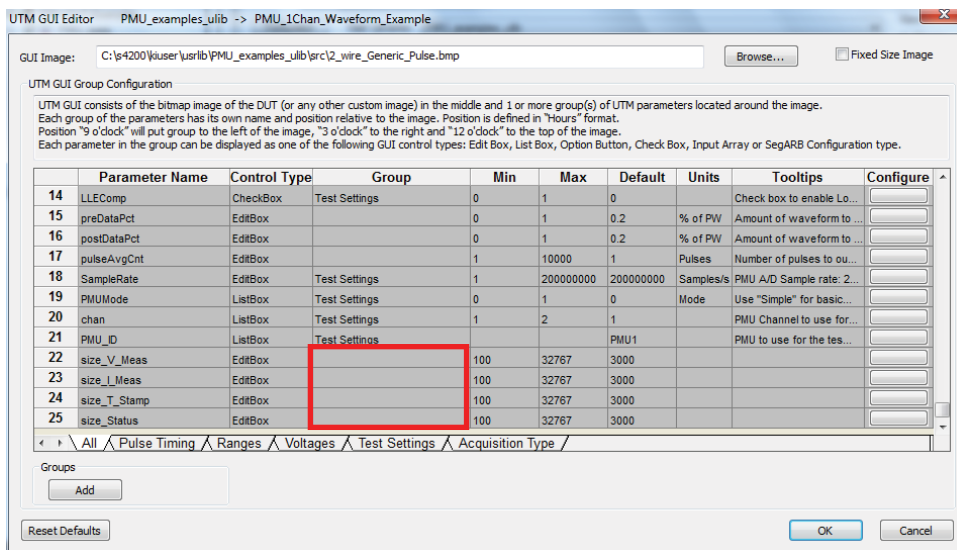 UTM GUI Editor PMU_examples_ulib -> PMU_1Chan_Waveform_Example
GUI Image: C:\s4200\kiuser\usrlib\PMU_examples_ulib\src\2_wire_Generic_Pulse.bmp Browse... Fixed Size Image
UTM GUI Group Configuration
UTM GUI consists of the bitmap image of the DUT (or any other custom image) in the middle and 1 or more group(s) of UTM parameters located around the image.
Each group of the parameters has its own name and position relative to the image. Position is defined in "Hours" format.
Position "9 o'clock" will put group to the left of the image, "3 o'clock" to the right and "12 o'clock" to the top of the image.
Each parameter in the group can be displayed as one of the following GUI control types: Edit Box, List Box, Option Button, Check Box, Input Array or SegARB Configuration type.
Parameter Name Control Type Group Min Max Default Units Tooltips Configure
14 LLEComp CheckBox Test Settings 0 1 0 Check box to enable Lo...
15 preDataPct EditBox 0 1 0.2 % of PW Amount of waveform to ...
16 postDataPct EditBox 0 1 0.2 % of PW Amount of waveform to ...
17 pulseAvgCnt EditBox 1 10000 1 Pulses Number of pulses to ou...
18 SampleRate EditBox Test Settings 1 200000000 200000000 Samples/s PMU A/D Sample rate: 2...
19 PMUMode ListBox Test Settings 0 1 0 Mode Use "Simple" for basic...
20 chan ListBox Test Settings 1 2 1 PMU Channel to use for...
21 PMU_ID ListBox Test Settings PMU1 PMU to use for the tes...
22 size_V_Meas EditBox 100 32767 3000
23 size_I_Meas EditBox 100 32767 3000
24 size_T_Stamp EditBox 100 32767 3000
25 size_Status EditBox 100 32767 3000
All Pulse Timing Ranges Voltages Test Settings Acquisition Type
Groups
Add
Reset Defaults OK Cancel